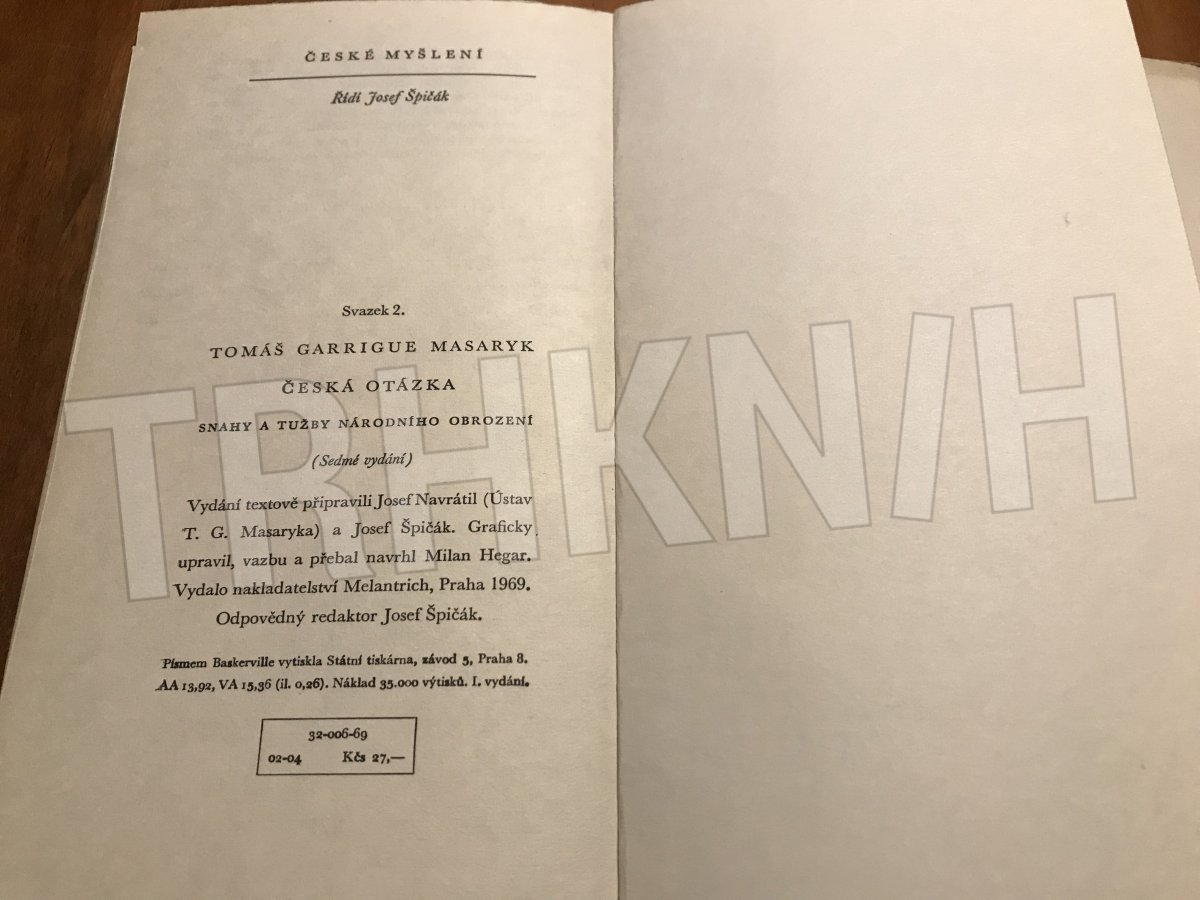 ČESKÉ MYŠLENÍ
Řídí Josef Špičák
Svazek 2.
TOMÁŠ GARRIGUE MASARYK
ČESKÁ OTÁZKA
SNAHY A TUŽBY NÁRODNÍHO OBROZENÍ
(Sedmé vydání)
Vydání textově připravili Josef Navrátil (Ústav
T. G. Masaryka) a Josef Špičák. Graficky
upravil, vazbu a přebal navrhl Milan Hegar.
Vydalo nakladatelství Melantrich, Praha 1969.
Odpovědný redaktor Josef Špičák.
Písmem Baskerville vytiskla Státní tiskárna, závod 5, Praha 8.
AA 13,92, VA 15,36 (il. 0,26). Náklad 35.000 výtisků. I. vydání.
32-006-69
02-04 Kčs 27,—
TRHKN/H